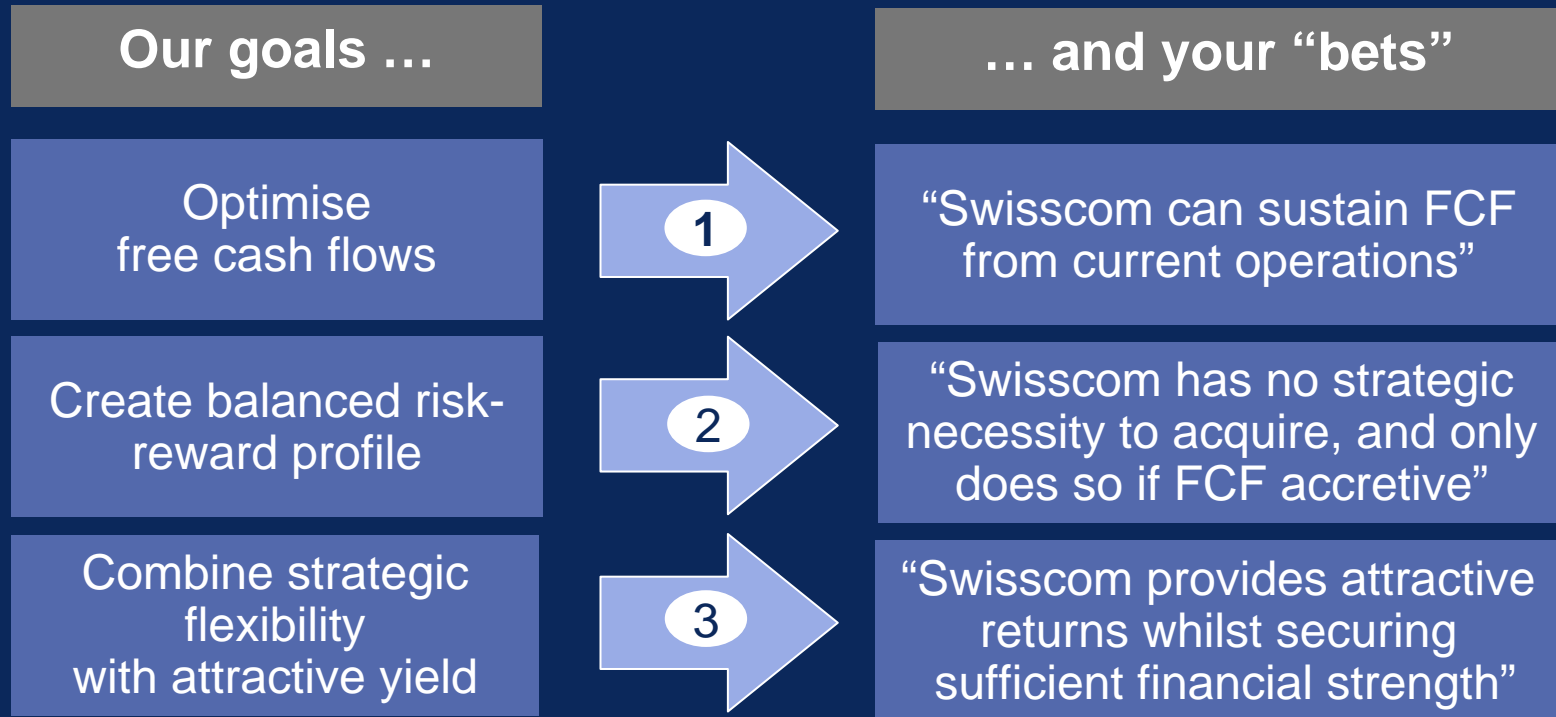 Our goals …
… and your “bets”
Optimise
free cash flows
1
“Swisscom can sustain FCF
from current operations”
Create balanced risk-
reward profile
2
“Swisscom has no strategic
necessity to acquire, and only
does so if FCF accretive”
Combine strategic
flexibility
with attractive yield
3
“Swisscom provides attractive
returns whilst securing
sufficient financial strength”